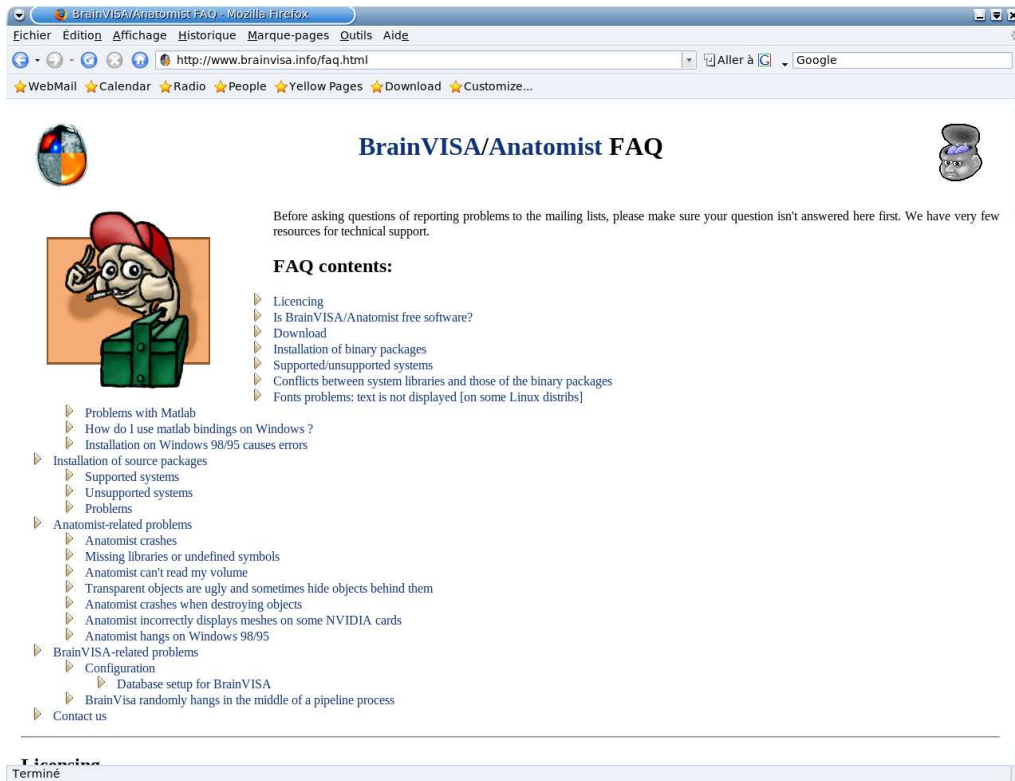 BrainVISA/Anatomist FAQ - Mozilla Firefox
Fichier Édition Affichage Historique Marque-pages Outils Aide
http://www.brainvisa.info/faq.html Aller à Google
WebMail Calendar Radio People Yellow Pages Download Customize...
BrainVISA/Anatomist FAQ
Before asking questions of reporting problems to the mailing lists, please make sure your question isn't answered here first. We have very few
resources for technical support.
FAQ contents:
Licencing
Is BrainVISA/Anatomist free software?
Download
Installation of binary packages
Supported/unsupported systems
Conflicts between system libraries and those of the binary packages
Fonts problems: text is not displayed [on some Linux distribs]
Problems with Matlab
How do I use matlab bindings on Windows ?
Installation on Windows 98/95 causes errors
Installation of source packages
Supported systems
Unsupported systems
Problems
Anatomist-related problems
Anatomist crashes
Missing libraries or undefined symbols
Anatomist can't read my volume
Transparent objects are ugly and sometimes hide objects behind them
Anatomist crashes when destroying objects
Anatomist incorrectly displays meshes on some NVIDIA cards
Anatomist hangs on Windows 98/95
BrainVISA-related problems
Configuration
Database setup for BrainVISA
BrainVisa randomly hangs in the middle of a pipeline process
Contact us
Licensing
Terminé